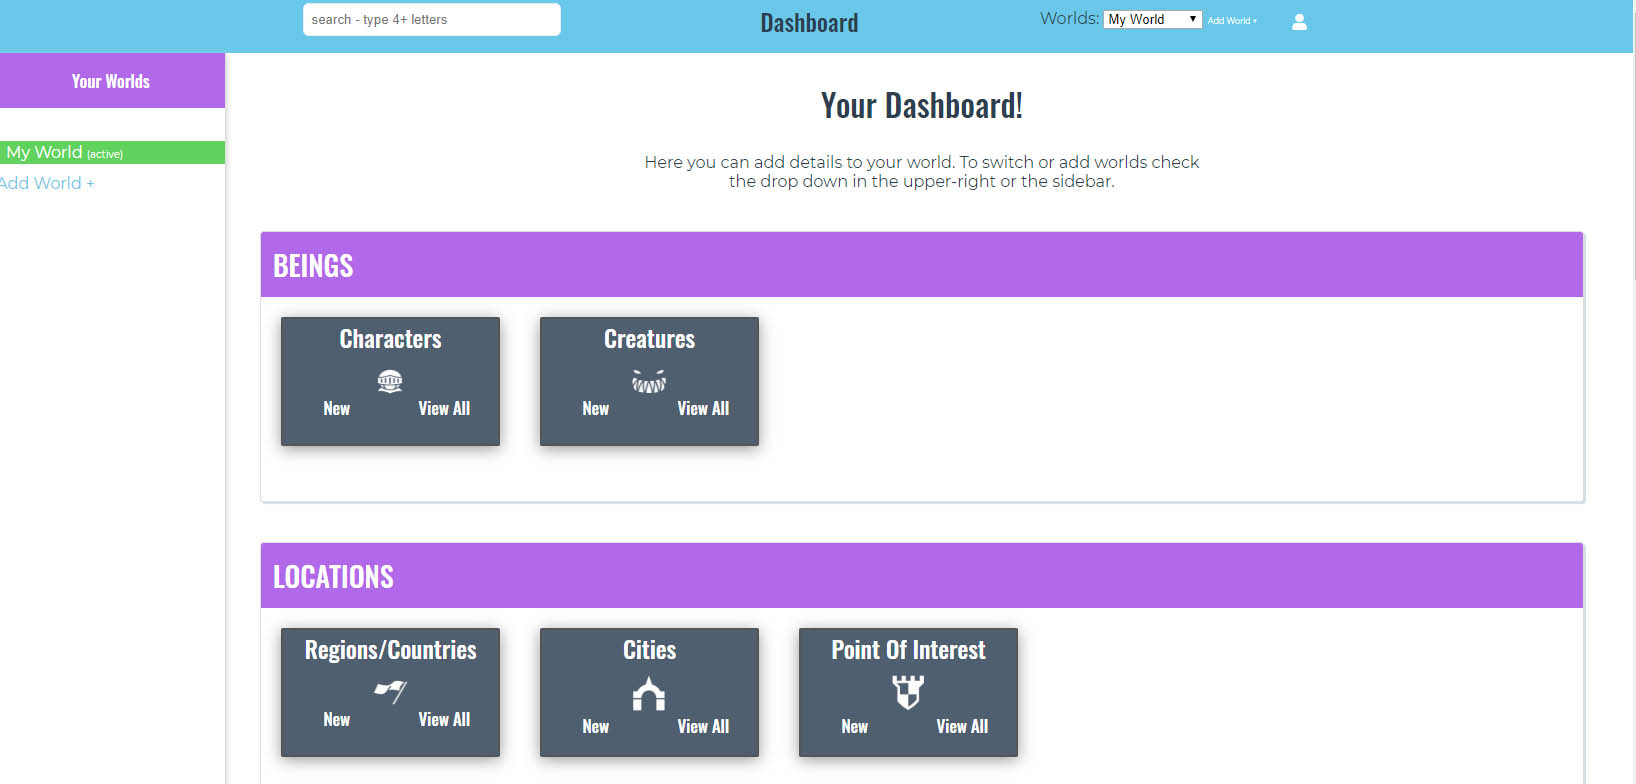 search - type 4+ letters
Dashboard
Worlds: My World Add World +
Your Worlds
My World (active)
Add World +
Your Dashboard!
Here you can add details to your world. To switch or add worlds check
the drop down in the upper-right or the sidebar.
BEINGS
Characters
New View All
Creatures
New View All
LOCATIONS
Regions/Countries
New View All
Cities
New View All
Point Of Interest
New View All